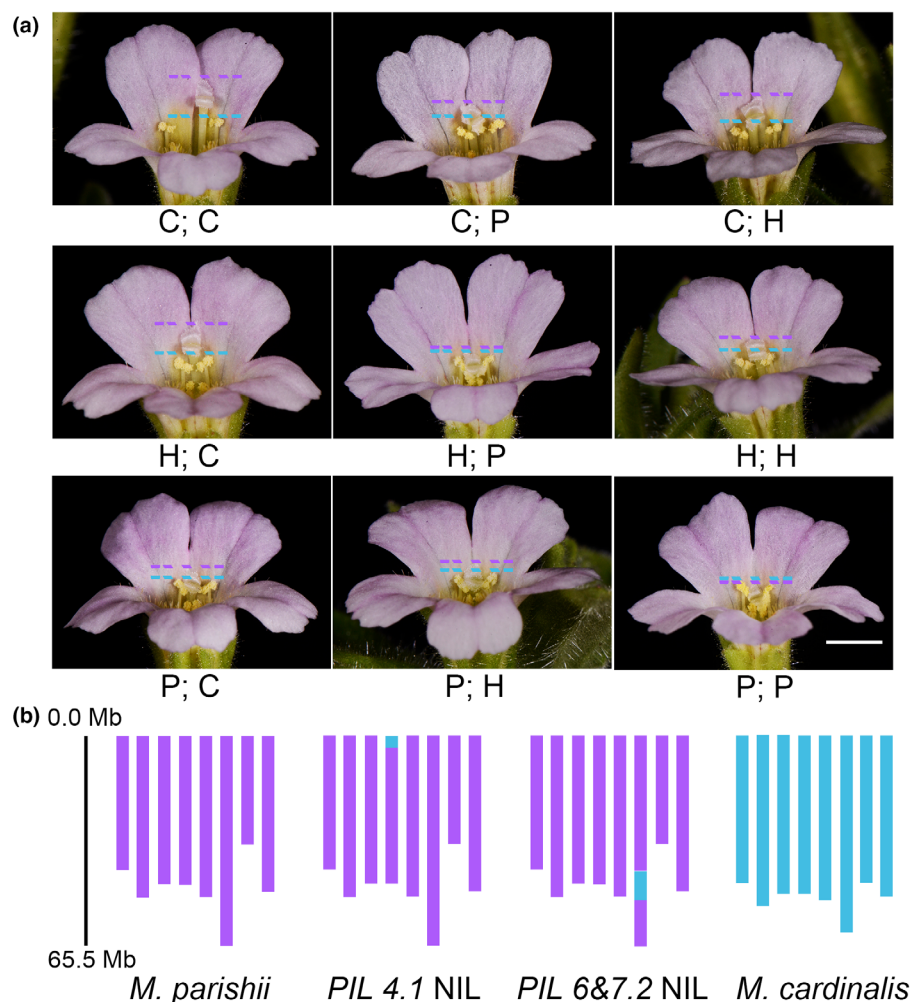 (a)
C; C
C; P
C; H
H; C
H; P
H; H
P; C
P; H
P; P
(b)
0.0 Mb
65.5 Mb
M. parishii
PIL 4.1 NIL
PIL 6&7.2 NIL
M. cardinalis